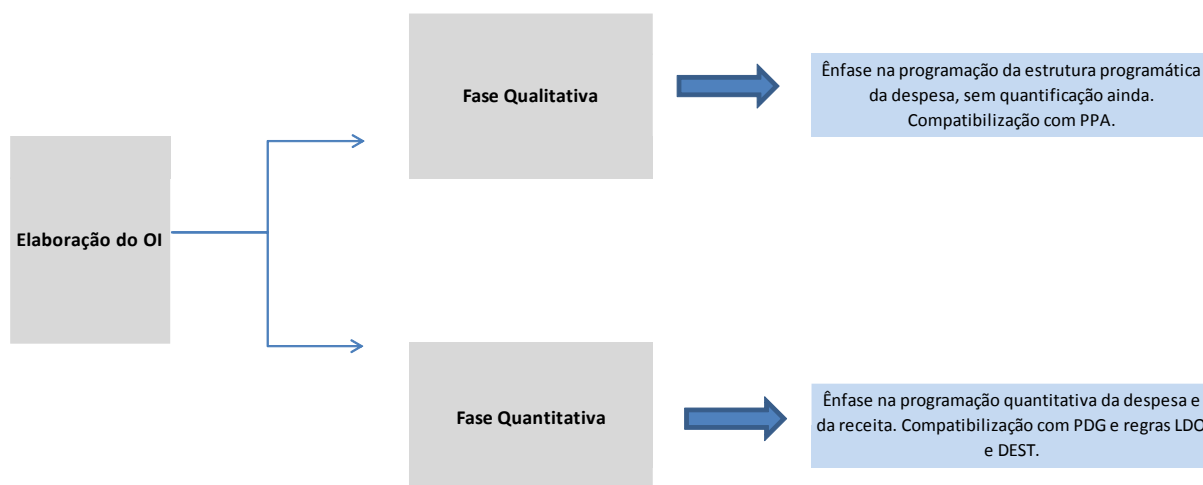 Fase Qualitativa
Ênfase na programação da estrutura programática
da despesa, sem quantificação ainda.
Compatibilização com PPA.
Elaboração do OI
Fase Quantitativa
Ênfase na programação quantitativa da despesa e
da receita. Compatibilização com PDG e regras LDO
e DEST.